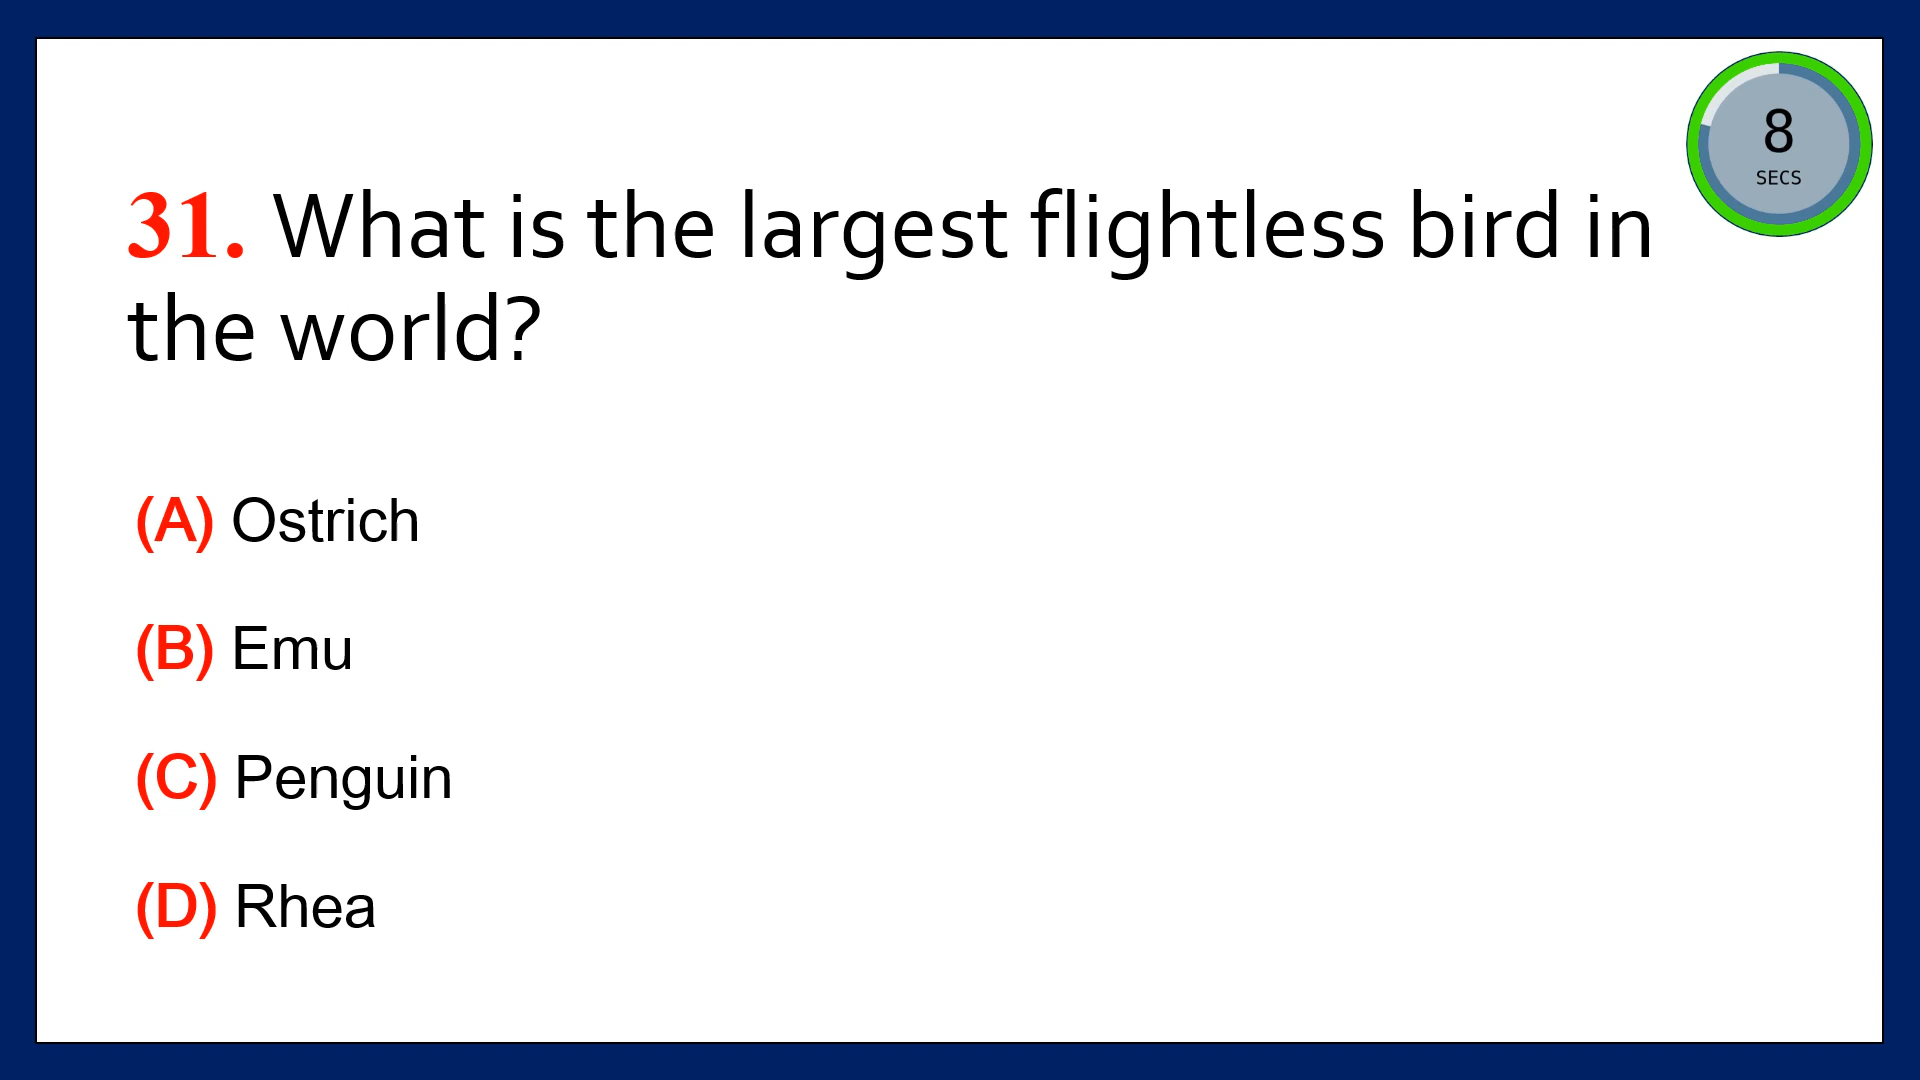 8
SECS
31. What is the largest flightless bird in
the world?
(A) Ostrich
(B) Emu
(C) Penguin
(D) Rhea